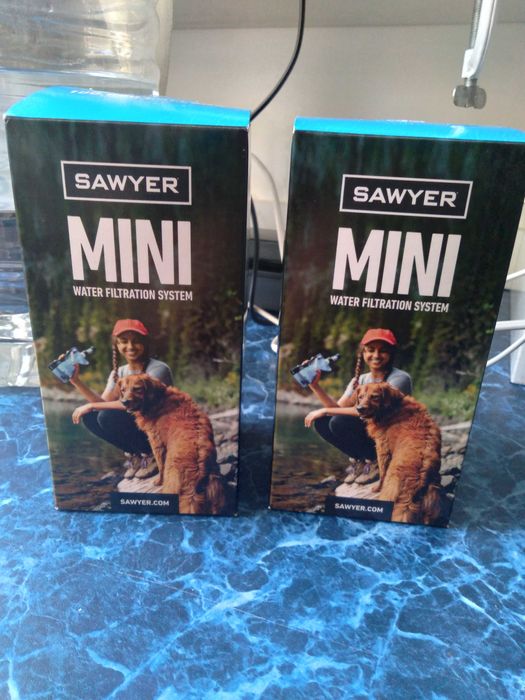 SAWYER
MINI
WATER FILTRATION SYSTEM
SAWYER.COM
SAWYER
MINI
WATER FILTRATION SYSTEM
SAWYER.COM